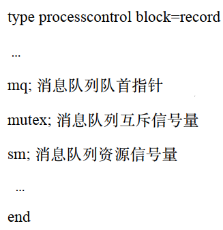 type processcontrol block=record
...
mq; 消息队列队首指针
mutex; 消息队列互斥信号量
sm; 消息队列资源信号量
...
end